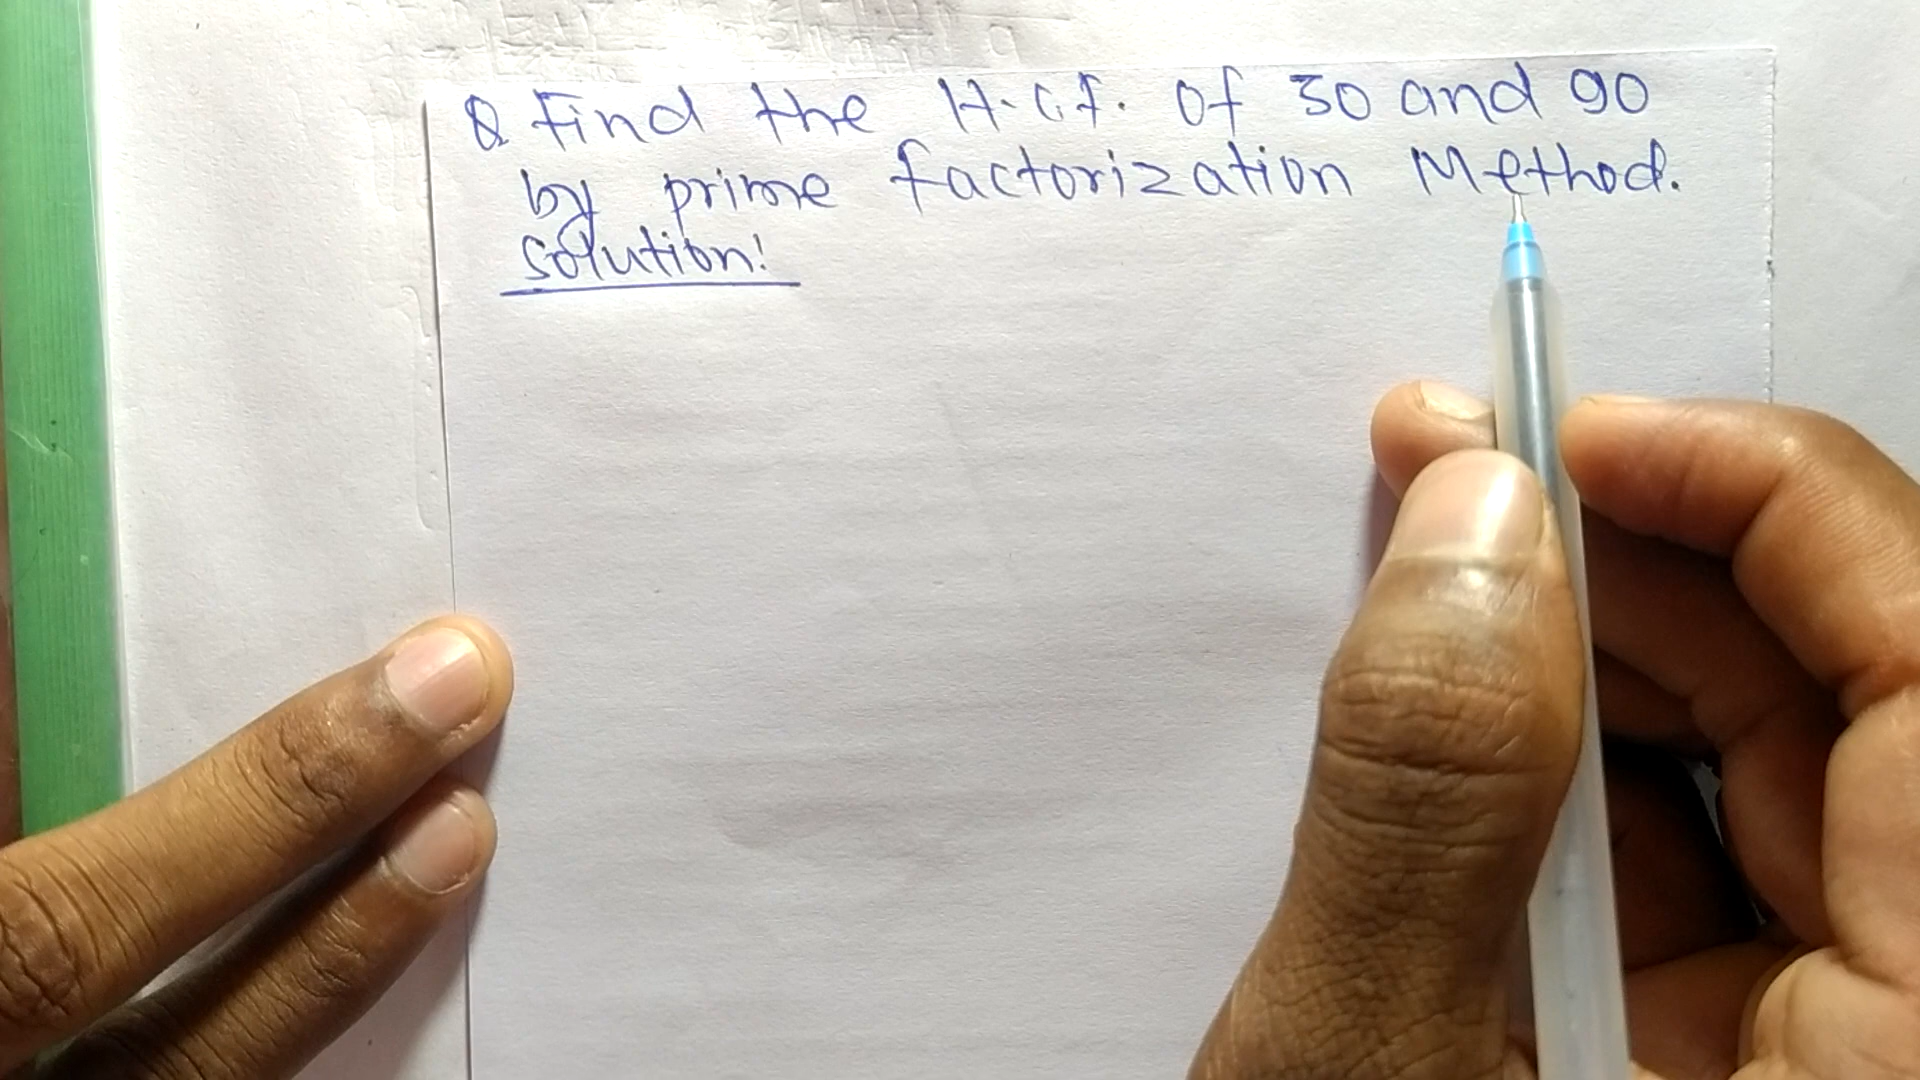 Q Find the H.C.F. of 30 and 90
by prime factorization Method.
Solution!